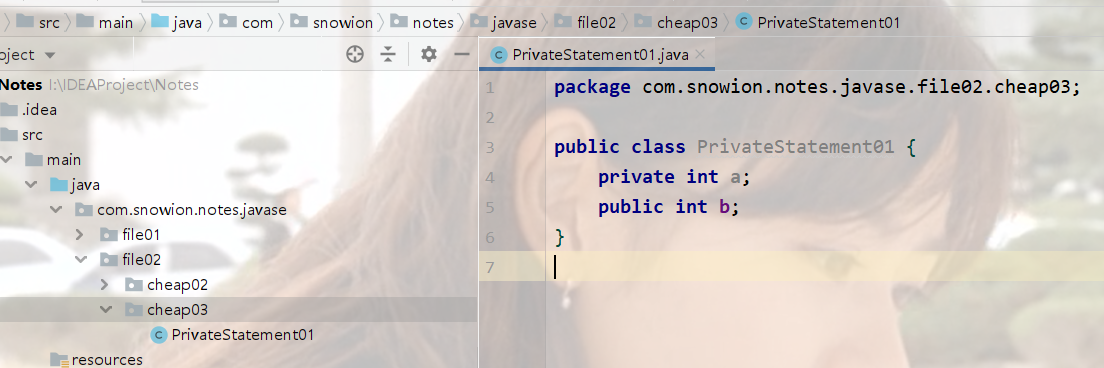 src main java com snowion notes javase file02 cheap03 PrivateStatement01
oject
PrivateStatement01.java
Notes I:\IDEAProject\Notes
.idea
src
main
java
com.snowion.notes.javase
file01
file02
cheap02
cheap03
PrivateStatement01
resources
1 package com.snowion.notes.javase.file02.cheap03;
2
3 public class PrivateStatement01 {
4 private int a;
5 public int b;
6 }
7